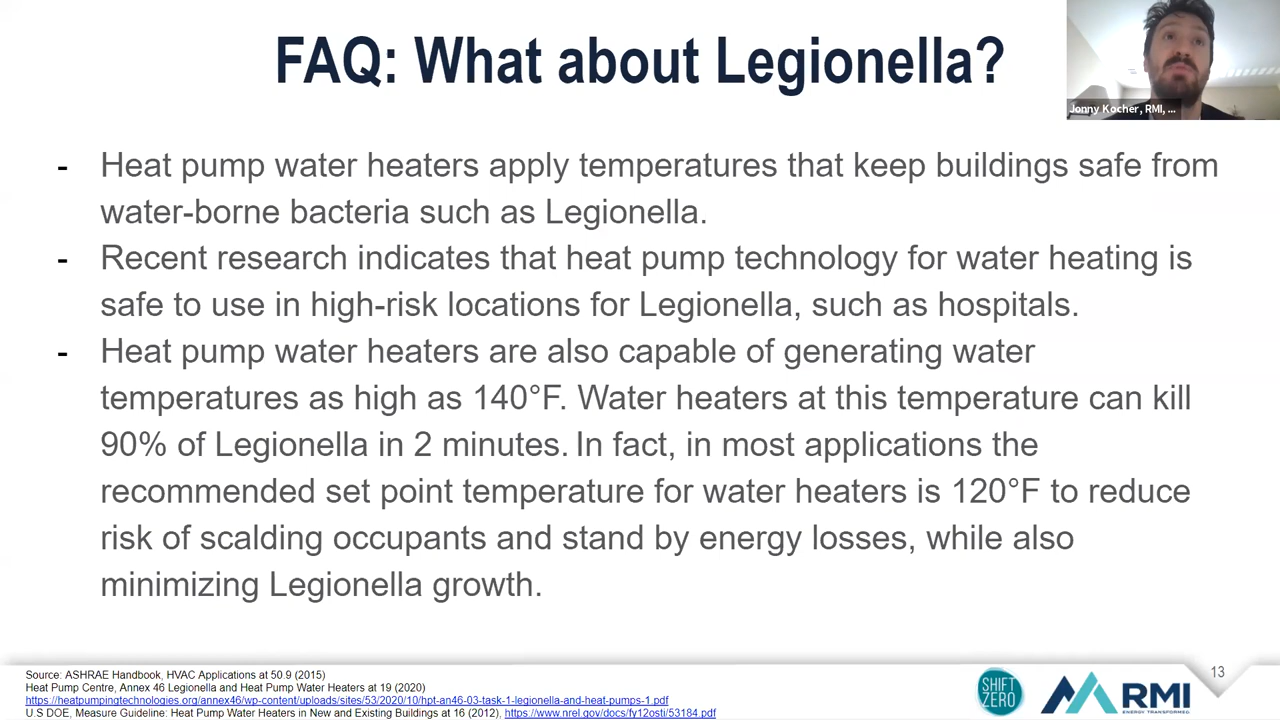 FAQ: What about Legionella?
Jonny Kocher, RMI, ...
- Heat pump water heaters apply temperatures that keep buildings safe from
water-borne bacteria such as Legionella.
- Recent research indicates that heat pump technology for water heating is
safe to use in high-risk locations for Legionella, such as hospitals.
- Heat pump water heaters are also capable of generating water
temperatures as high as 140°F. Water heaters at this temperature can kill
90% of Legionella in 2 minutes. In fact, in most applications the
recommended set point temperature for water heaters is 120°F to reduce
risk of scalding occupants and stand by energy losses, while also
minimizing Legionella growth.
Source: ASHRAE Handbook, HVAC Applications at 50.9 (2015)
Heat Pump Centre, Annex 46 Legionella and Heat Pump Water Heaters at 19 (2020)
https://heatpumpingtechnologies.org/annex46/wp-content/uploads/sites/53/2020/10/hpt-an46-03-task-1-legionella-and-heat-pumps-1.pdf
U.S DOE, Measure Guideline: Heat Pump Water Heaters in New and Existing Buildings at 16 (2012), https://www.nrel.gov/docs/fy12osti/53184.pdf
SHIFT
ZERO
RMI
ENERGY. TRANSFORMED.
13